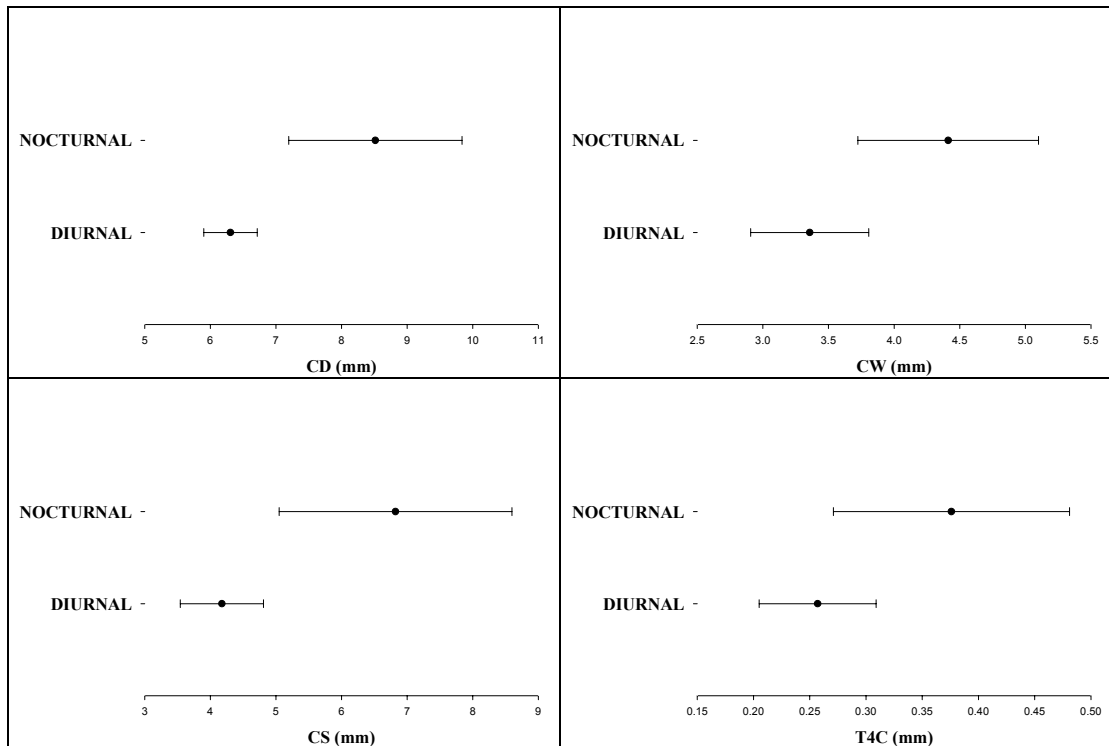 NOCTURNAL
DIURNAL
5 6 7 8 9 10 11
CD (mm)
NOCTURNAL
DIURNAL
2.5 3.0 3.5 4.0 4.5 5.0 5.5
CW (mm)
NOCTURNAL
DIURNAL
3 4 5 6 7 8 9
CS (mm)
NOCTURNAL
DIURNAL
0.15 0.20 0.25 0.30 0.35 0.40 0.45 0.50
T4C (mm)